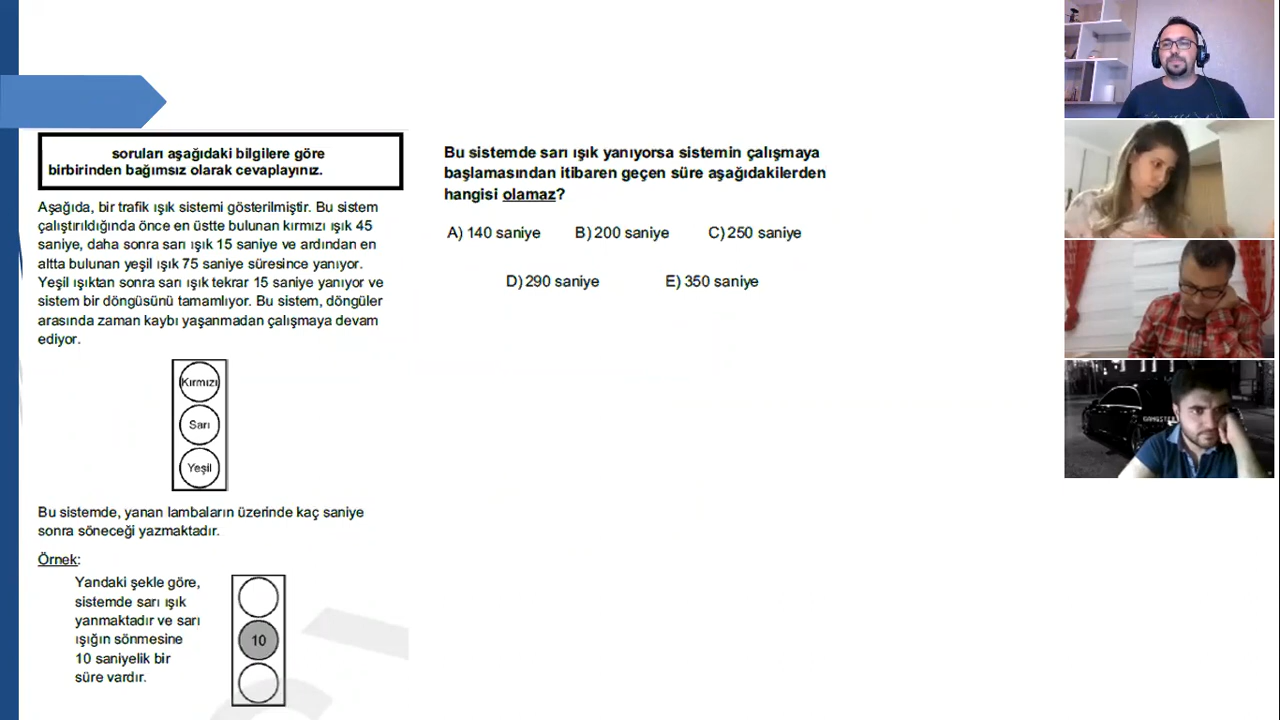 soruları aşağıdaki bilgilere göre
birbirinden bağımsız olarak cevaplayınız.
Aşağıda, bir trafik ışık sistemi gösterilmiştir. Bu sistem
çalıştırıldığında önce en üstte bulunan kırmızı ışık 45
saniye, daha sonra sarı ışık 15 saniye ve ardından en
altta bulunan yeşil ışık 75 saniye süresince yanıyor.
Yeşil ışıktan sonra sarı ışık tekrar 15 saniye yanıyor ve
sistem bir döngüsünü tamamlıyor. Bu sistem, döngüler
arasında zaman kaybı yaşanmadan çalışmaya devam
ediyor.
Kırmızı
Sarı
Yeşil
Bu sistemde, yanan lambaların üzerinde kaç saniye
sonra söneceği yazmaktadır.
Örnek:
Yandaki şekle göre,
sistemde sarı ışık
yanmaktadır ve sarı
ışığın sönmesine
10 saniyelik bir
süre vardır.
10
Bu sistemde sarı ışık yanıyorsa sistemin çalışmaya
başlamasından itibaren geçen süre aşağıdakilerden
hangisi olamaz?
A) 140 saniye B) 200 saniye C) 250 saniye
D) 290 saniye E) 350 saniye
GANGSTER